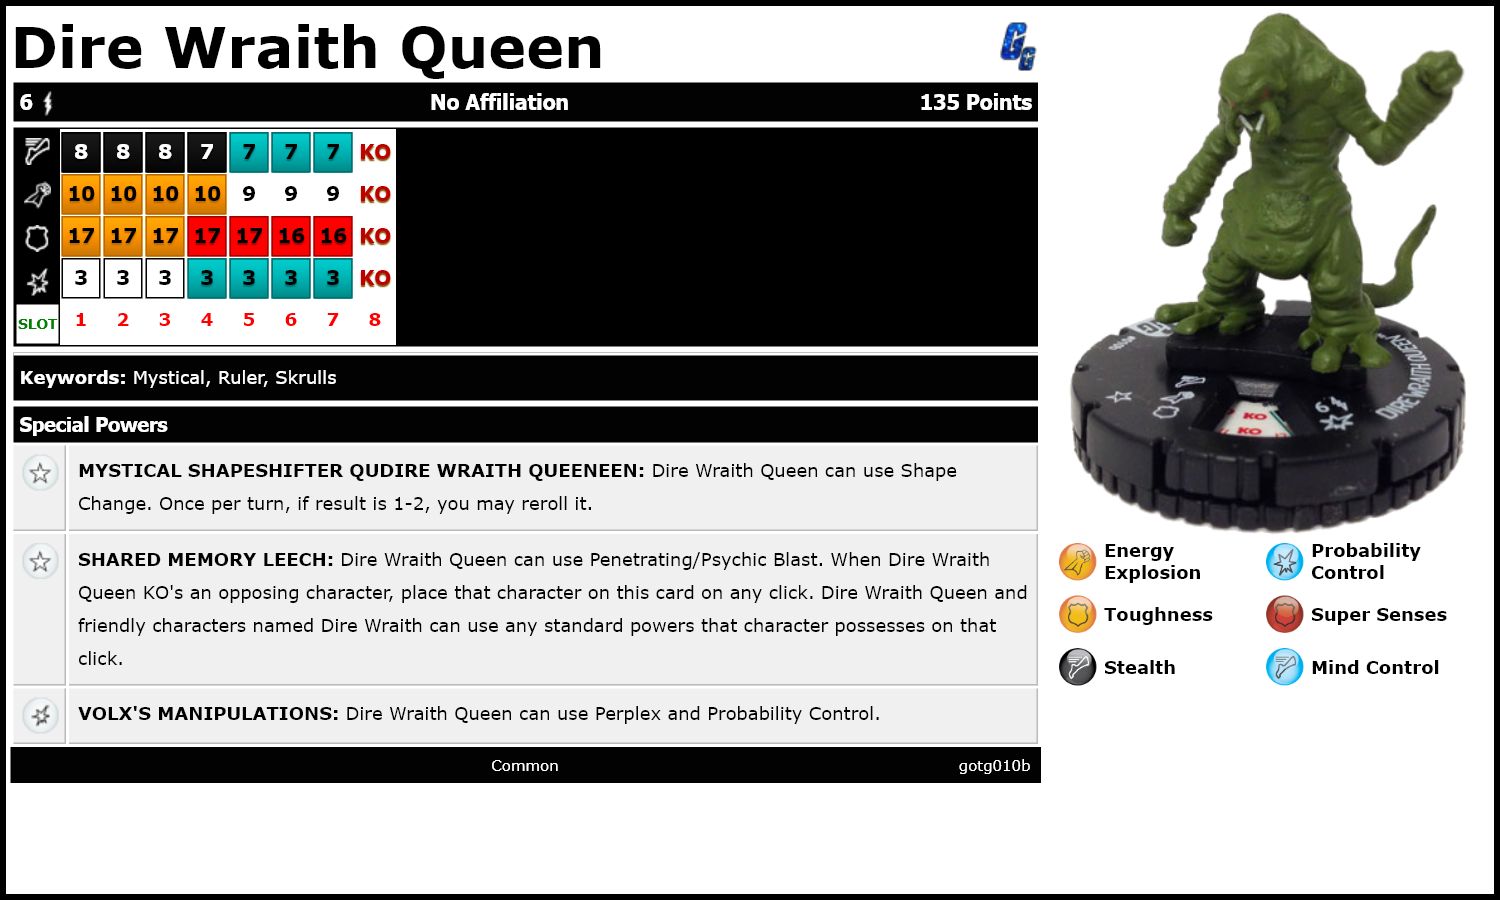 Dire Wraith Queen
GG
6 No Affiliation 135 Points
8 8 8 7 7 7 7 KO
10 10 10 10 9 9 9 KO
17 17 17 17 17 16 16 KO
3 3 3 3 3 3 3 KO
SLOT 1 2 3 4 5 6 7 8
Keywords: Mystical, Ruler, Skrulls
Special Powers
MYSTICAL SHAPESHIFTER QUDIRE WRAITH QUEENEEN: Dire Wraith Queen can use Shape
Change. Once per turn, if result is 1-2, you may reroll it.
SHARED MEMORY LEECH: Dire Wraith Queen can use Penetrating/Psychic Blast. When Dire Wraith
Queen KO's an opposing character, place that character on this card on any click. Dire Wraith Queen and
friendly characters named Dire Wraith can use any standard powers that character possesses on that
click.
VOLX'S MANIPULATIONS: Dire Wraith Queen can use Perplex and Probability Control.
Common gotg010b
DIRE WRAITH QUEEN
6
KO
KO
Energy
Explosion
Probability
Control
Toughness
Super Senses
Stealth
Mind Control